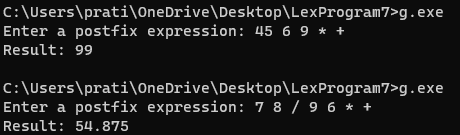 C:\Users\prati\OneDrive\Desktop\LexProgram7>g.exe
Enter a postfix expression: 45 6 9 * +
Result: 99
C:\Users\prati\OneDrive\Desktop\LexProgram7>g.exe
Enter a postfix expression: 7 8 / 9 6 * +
Result: 54.875